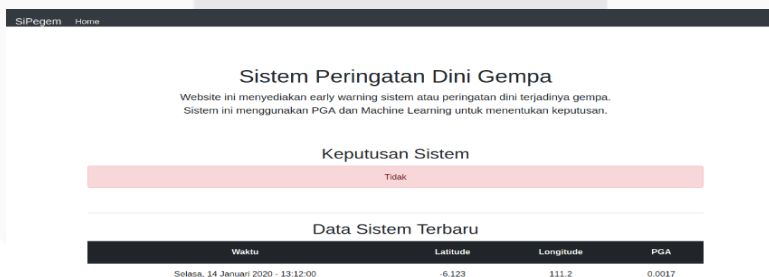 SiPegem Home
Sistem Peringatan Dini Gempa
Website ini menyediakan early warning sistem atau peringatan dini terjadinya gempa.
Sistem ini menggunakan PGA dan Machine Learning untuk menentukan keputusan.
Keputusan Sistem
Tidak
Data Sistem Terbaru
Waktu Latitude Longitude PGA
Selasa, 14 Januari 2020 - 13:12:00 -6.123 111.2 0.0017